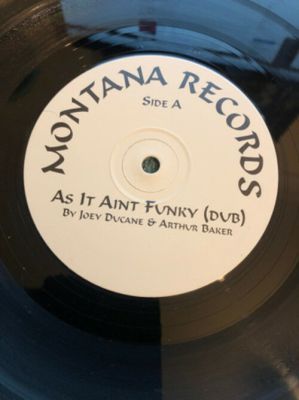 MONTANA RECORDS
SIDE A
AS IT AINT FUNKY (DUB)
BY JOEY DUCANE & ARTHUR BAKER